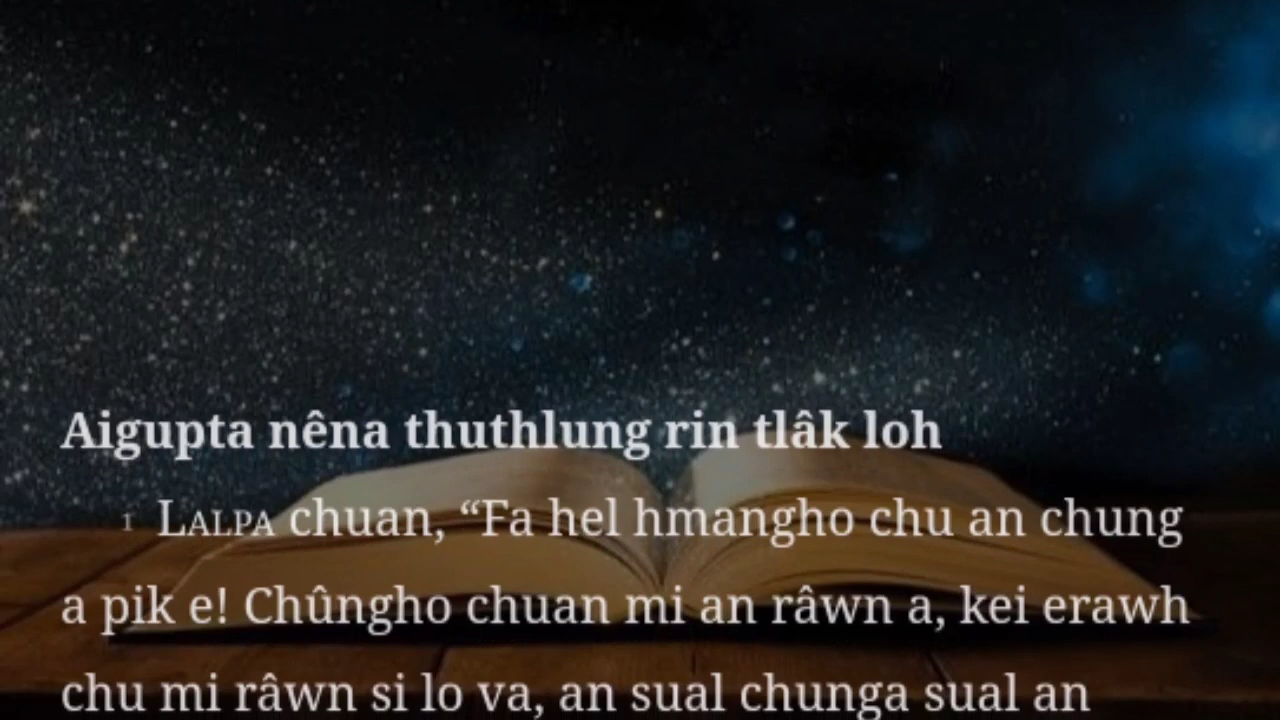 Aigupta nêna thuthlung rin tlâk loh
1 LALPA chuan, “Fa hel hmangho chu an chung
a pik e! Chûngho chuan mi an râwn a, kei erawh
chu mi râwn si lo va, an sual chunga sual an